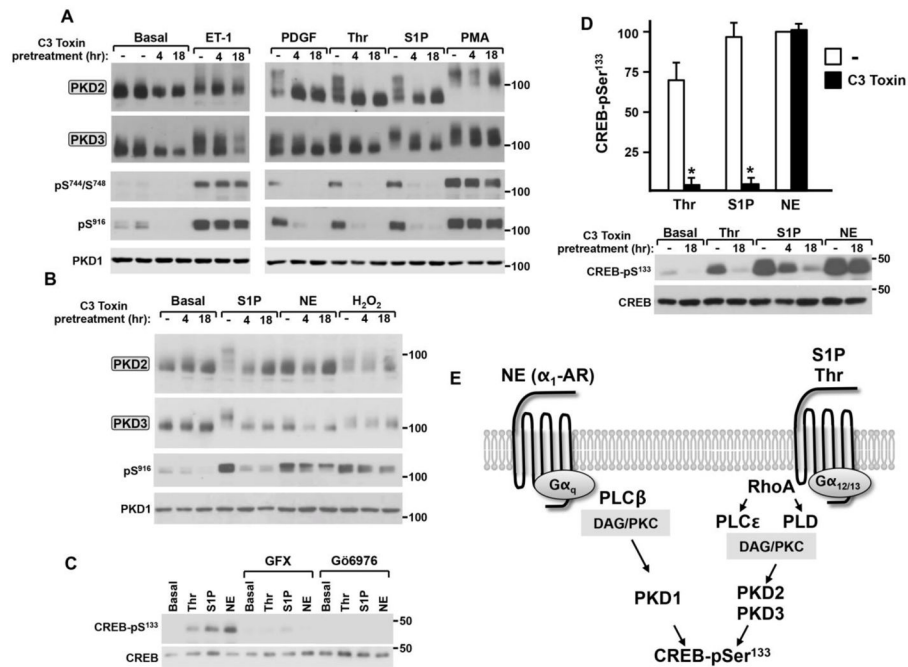 A
C3 Toxin
pretreatment (hr):
Basal ET-1 PDGF Thr S1P PMA
- - 4 18 - 4 18 - 4 18 - 4 18 - 4 18 - 4 18
PKD2
100
PKD3
100
pS744/S748
100
pS916
100
PKD1
100
B
C3 Toxin
pretreatment (hr):
Basal S1P NE H2O2
- 4 18 - 4 18 - 4 18 - 4 18
PKD2
100
PKD3
100
pS916
100
PKD1
100
C
GFX Gö6976
Basal Thr S1P NE Basal Thr S1P NE Basal Thr S1P NE
CREB-pS133
50
CREB
50
D
CREB-pSer133
100
75
50
25
-
C3 Toxin
* *
Thr S1P NE
C3 Toxin
pretreatment (hr):
Basal Thr S1P NE
- 18 - 18 - 4 18 - 18
CREB-pS133
50
CREB
50
E
NE (α1-AR)
S1P
Thr
Gαq
Gα12/13
PLCβ
DAG/PKC
RhoA
PLCε PLD
DAG/PKC
PKD1
PKD2
PKD3
CREB-pSer133